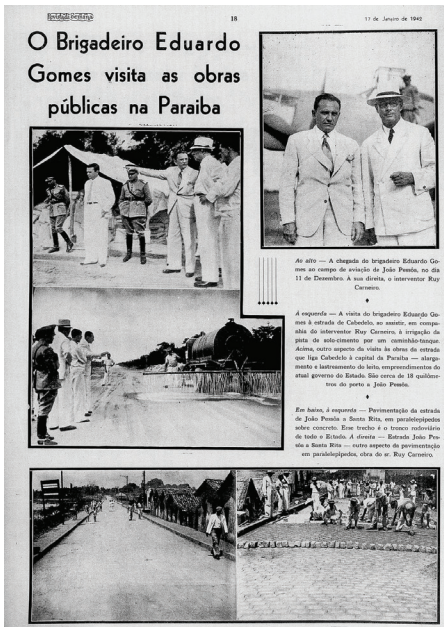 Revista da Semana
18
17 de Janeiro de 1942
O Brigadeiro Eduardo
Gomes visita as obras
públicas na Paraiba
Ao alto — A chegada do brigadeiro Eduardo Go-
mes ao campo de aviação de João Pessôa, no dia
11 de Dezembro. A sua direita, o interventor Ruy
Carneiro.
A esquerda — A visita do brigadeiro Eduardo Go-
mes à estrada de Cabedelo, ao assistir, em compa-
nhia do interventor Ruy Carneiro, à irrigação da
pista de solo-cimento por um caminhão-tanque.
Acima, outro aspecto da visita às obras da estrada
que liga Cabedelo à capital da Paraiba — alarga-
mento e lastreamento do leito, empreendimentos do
atual governo do Estado. São cerca de 18 quilôme-
tros do porto a João Pessôa.
Em baixo, à esquerda — Pavimentação da estrada
de João Pessôa a Santa Rita, em paralelepipedos
sobre concreto. Esse trecho é o tronco rodoviário
de todo o Estado. A direita — Estrada João Pes-
sôa a Santa Rita — outro aspecto da pavimentação
em paralelepipedos, obra do sr. Ruy Carneiro.